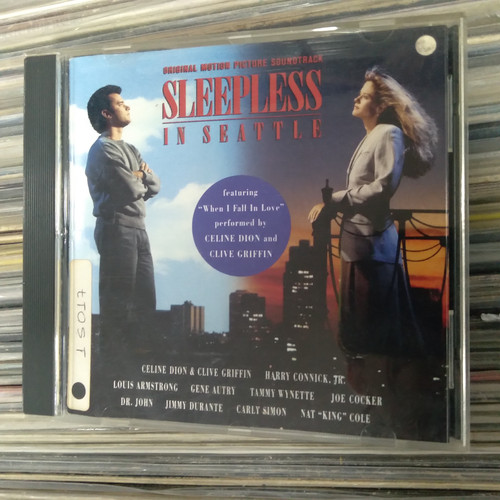 ORIGINAL MOTION PICTURE SOUNDTRACK
SLEEPLESS
IN SEATTLE
featuring
"When I Fall In Love"
performed by
CELINE DION and
CLIVE GRIFFIN
CELINE DION & CLIVE GRIFFIN HARRY CONNICK, JR.
LOUIS ARMSTRONG GENE AUTRY TAMMY WYNETTE JOE COCKER
DR. JOHN JIMMY DURANTE CARLY SIMON NAT "KING" COLE